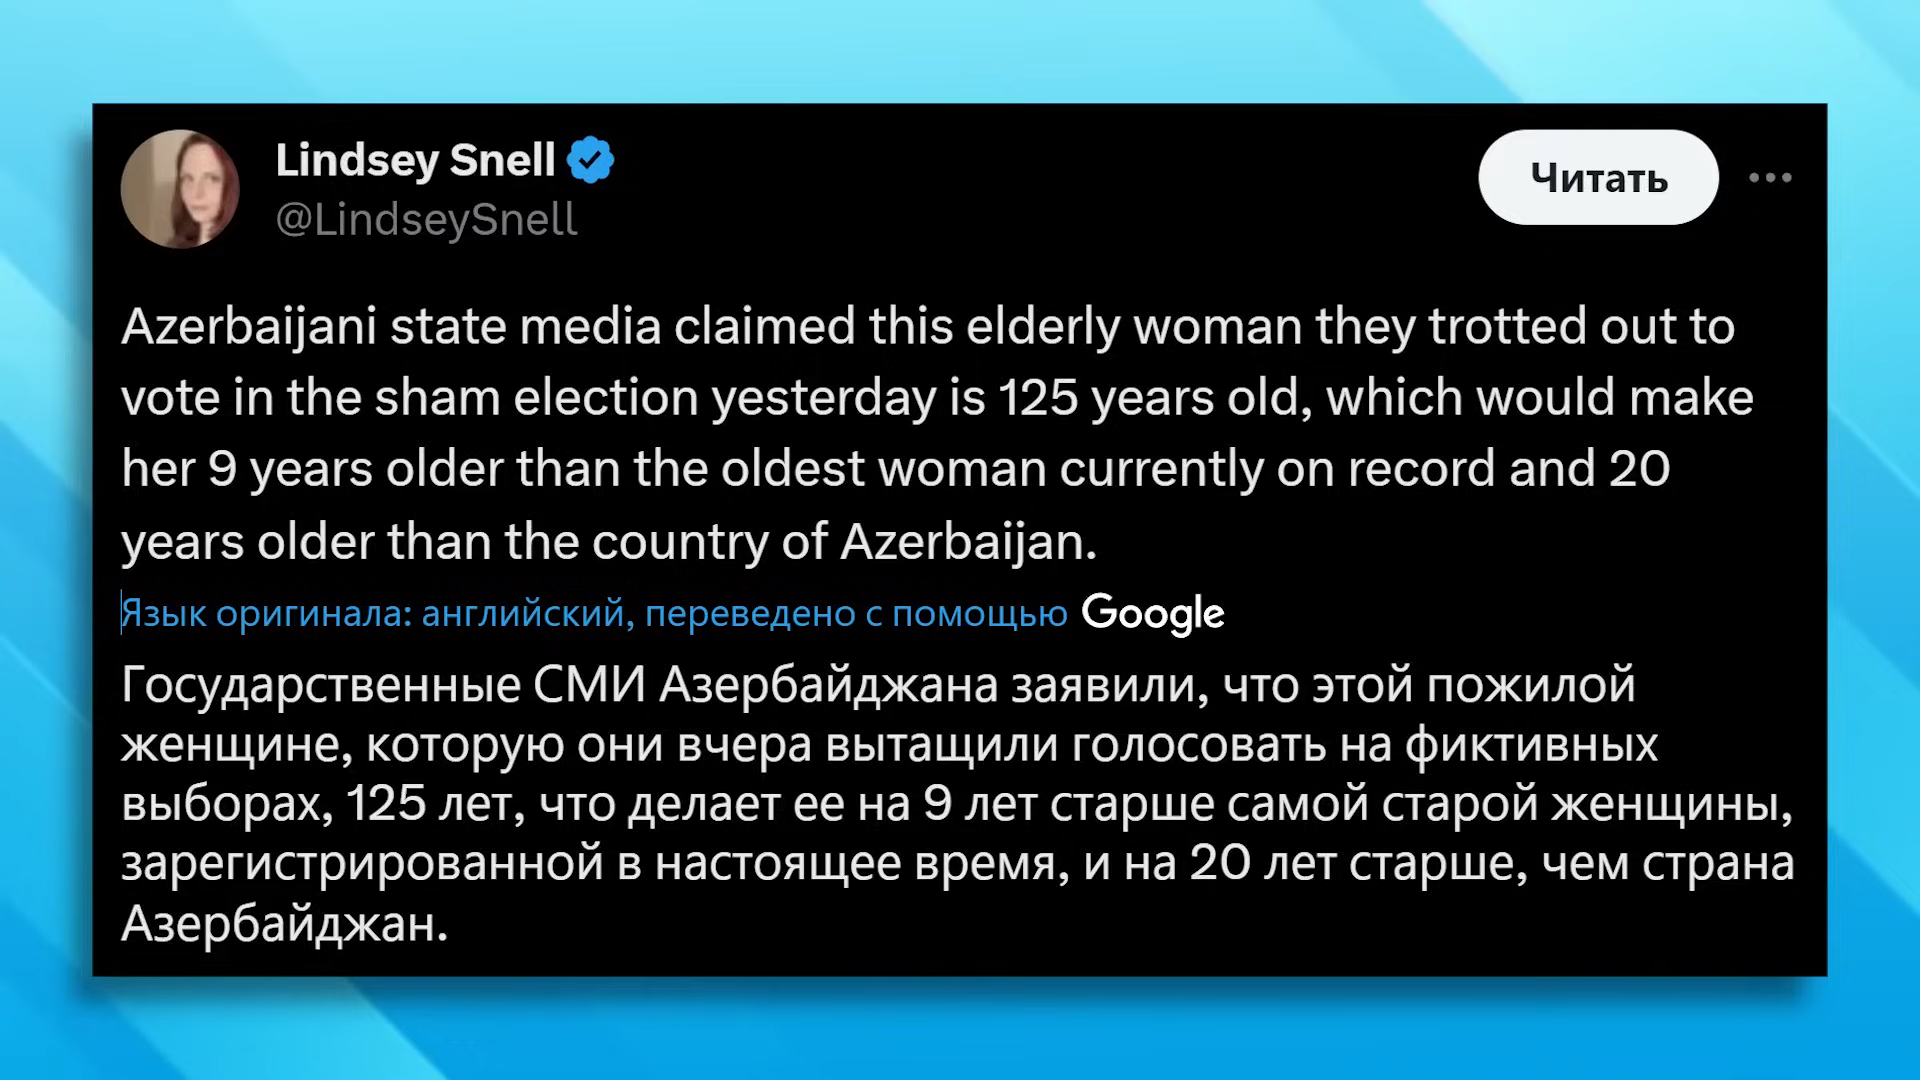 Lindsey Snell
@LindseySnell
Читать
Azerbaijani state media claimed this elderly woman they trotted out to
vote in the sham election yesterday is 125 years old, which would make
her 9 years older than the oldest woman currently on record and 20
years older than the country of Azerbaijan.
Язык оригинала: английский, переведено с помощью Google
Государственные СМИ Азербайджана заявили, что этой пожилой
женщине, которую они вчера вытащили голосовать на фиктивных
выборах, 125 лет, что делает ее на 9 лет старше самой старой женщины,
зарегистрированной в настоящее время, и на 20 лет старше, чем страна
Азербайджан.